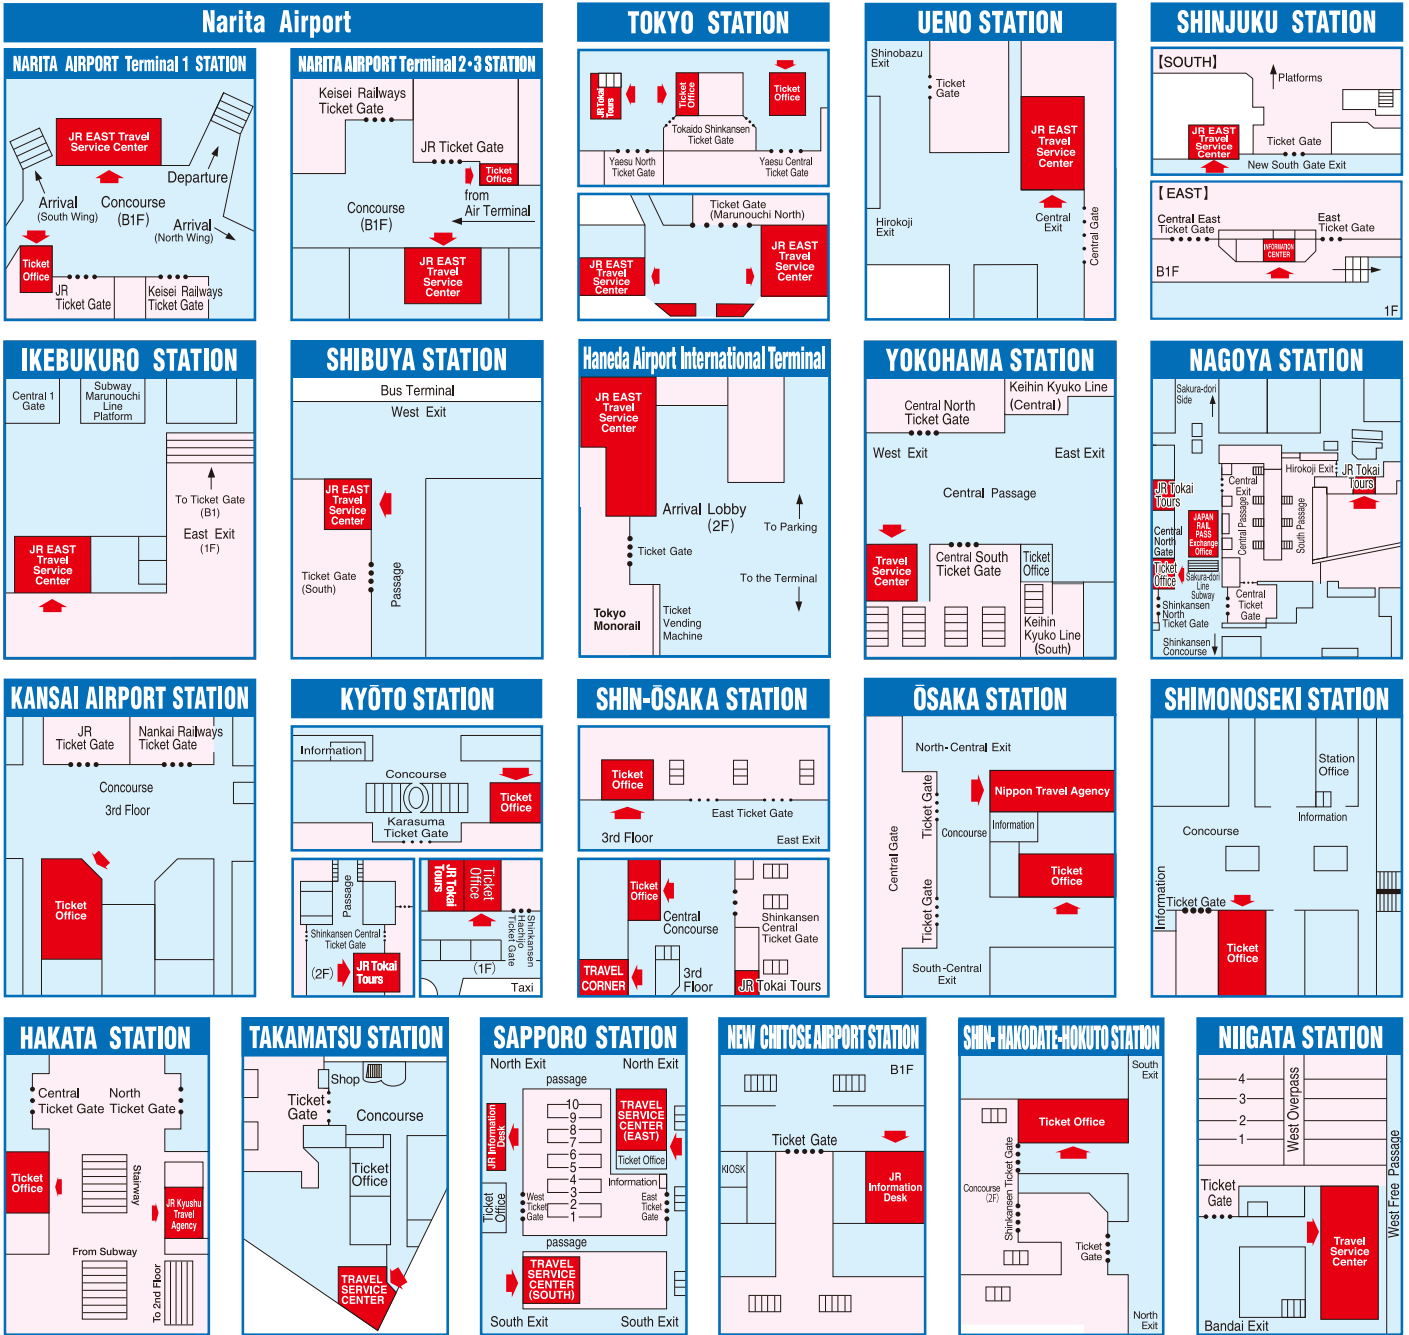 Narita Airport
NARITA AIRPORT Terminal 1 STATION
JR EAST Travel
Service Center
Departure
Arrival
(South Wing)
Concourse
(B1F)
Arrival
(North Wing)
Ticket
Office
JR
Ticket Gate
Keisei Railways
Ticket Gate
NARITA AIRPORT Terminal 2•3 STATION
Keisei Railways
Ticket Gate
JR Ticket Gate
Ticket
Office
from
Air Terminal
Concourse
(B1F)
JR EAST
Travel
Service
Center
TOKYO STATION
JR Tokai
Tours
Ticket
Office
Ticket
Office
Tokaido Shinkansen
Ticket Gate
Yaesu North
Ticket Gate
Yaesu Central
Ticket Gate
Ticket Gate
(Marunouchi North)
JR EAST
Travel
Service
Center
JR EAST
Travel
Service
Center
UENO STATION
Shinobazu
Exit
Ticket
Gate
JR EAST
Travel
Service
Center
Hirokoji
Exit
Central
Exit
Central Gate
SHINJUKU STATION
【SOUTH】
Platforms
JR EAST
Travel
Service
Center
Ticket Gate
New South Gate Exit
【EAST】
Central East
Ticket Gate
East
Ticket Gate
INFORMATION
CENTER
B1F
1F
IKEBUKURO STATION
Central 1
Gate
Subway
Marunouchi
Line
Platform
To Ticket Gate
(B1)
East Exit
(1F)
JR EAST
Travel
Service
Center
SHIBUYA STATION
Bus Terminal
West Exit
JR EAST
Travel
Service
Center
Ticket Gate
(South)
Passage
Haneda Airport International Terminal
JR EAST
Travel
Service
Center
Arrival Lobby
(2F)
To Parking
Ticket Gate
To the Terminal
Tokyo
Monorail
Ticket
Vending
Machine
YOKOHAMA STATION
Keihin Kyuko Line
(Central)
Central North
Ticket Gate
West Exit
East Exit
Central Passage
Travel
Service
Center
Central South
Ticket Gate
Ticket
Office
Keihin
Kyuko Line
(South)
NAGOYA STATION
Sakura-dori
Side
Hirokoji Exit
JR Tokai
Tours
JR Tokai
Tours
Central
Exit
Central Passage
South Passage
JAPAN
RAIL
PASS
Exchange
Office
Central
North
Gate
Ticket
Office
Sakura-dori
Line
Subway
Shinkansen
North
Ticket Gate
Central
Ticket
Gate
Shinkansen
Concourse
KANSAI AIRPORT STATION
JR
Ticket Gate
Nankai Railways
Ticket Gate
Concourse
3rd Floor
Ticket
Office
KYŌTO STATION
Information
Concourse
Ticket
Office
Karasuma
Ticket Gate
Passage
Shinkansen Central
Ticket Gate
(2F)
JR Tokai
Tours
JR Tokai
Tours
Ticket
Office
Shinkansen
Hachijo
Ticket Gate
(1F)
Taxi
SHIN-ŌSAKA STATION
Ticket
Office
East Ticket Gate
3rd Floor
East Exit
Ticket
Office
Central
Concourse
Shinkansen
Central
Ticket Gate
TRAVEL
CORNER
3rd
Floor
JR Tokai Tours
ŌSAKA STATION
North-Central Exit
Nippon Travel Agency
Ticket Gate
Information
Concourse
Central Gate
Ticket
Office
Ticket Gate
South-Central
Exit
SHIMONOSEKI STATION
Station
Office
Information
Concourse
Information
Ticket Gate
Ticket
Office
HAKATA STATION
Central
Ticket Gate
North
Ticket Gate
Ticket
Office
Stairway
JR Kyushu
Travel
Agency
From Subway
To 2nd Floor
TAKAMATSU STATION
Shop
Ticket
Gate
Concourse
Ticket
Office
TRAVEL
SERVICE
CENTER
SAPPORO STATION
North Exit
North Exit
passage
JR Information
Desk
10
9
8
7
6
5
4
3
2
1
TRAVEL
SERVICE
CENTER
(EAST)
Ticket Office
Information
Ticket
Office
West
Ticket
Gate
East
Ticket
Gate
passage
TRAVEL
SERVICE
CENTER
(SOUTH)
South Exit
South Exit
NEW CHITOSE AIRPORT STATION
B1F
Ticket Gate
KIOSK
JR
Information
Desk
SHIN-HAKODATE-HOKUTO STATION
South
Exit
Ticket Office
Shinkansen Ticket Gate
Concourse
(2F)
Ticket
Gate
North
Exit
NIIGATA STATION
4
3
2
1
West Overpass
West Free Passage
Ticket
Gate
Travel
Service
Center
Bandai Exit